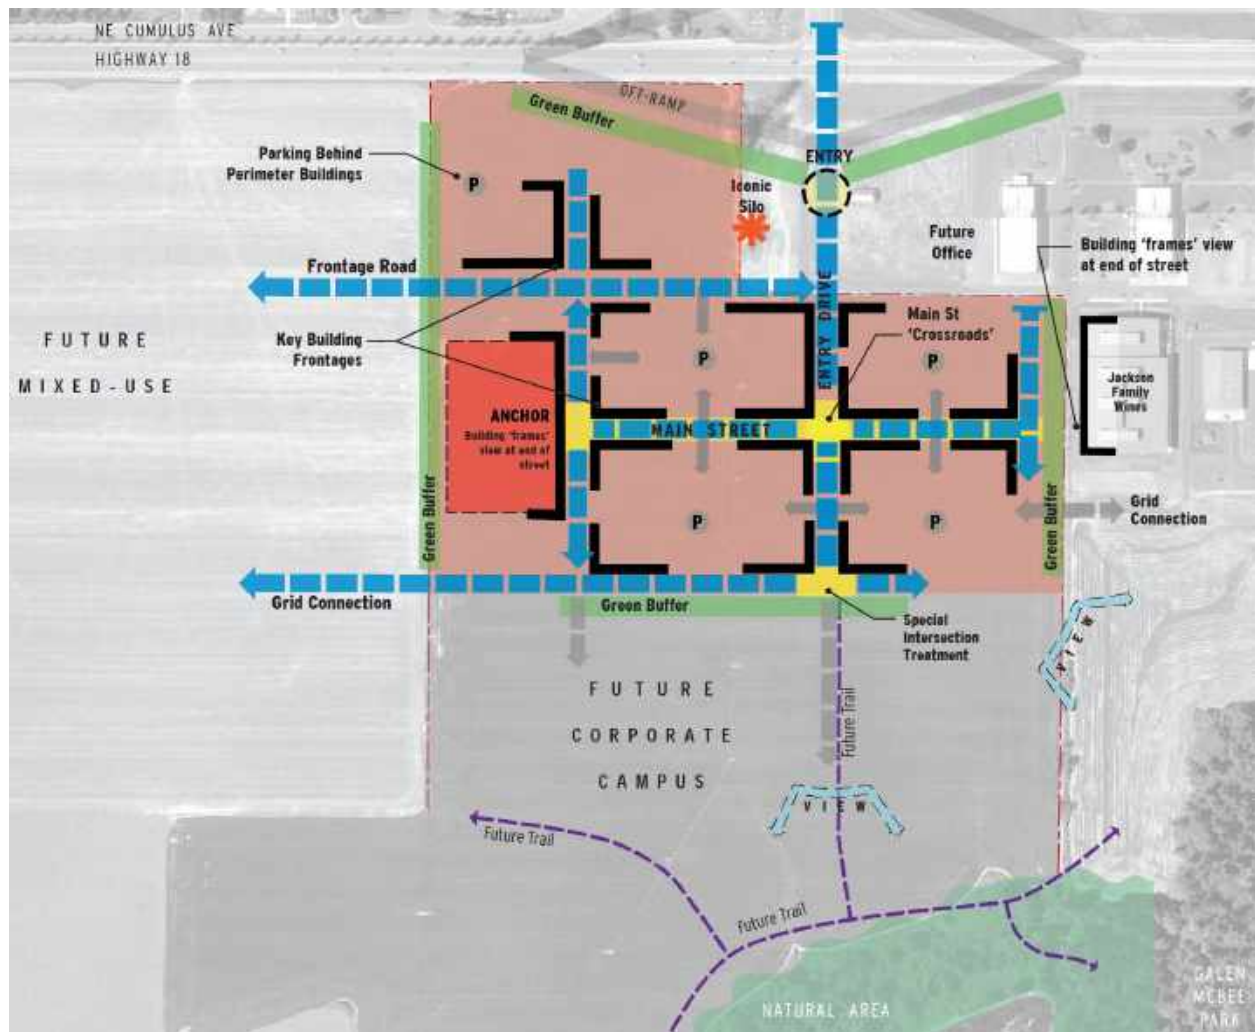 NE CUMULUS AVE
HIGHWAY 18
OFF-RAMP
Green Buffer
ENTRY
Parking Behind
Perimeter Buildings
P
Iconic
Silo
Future
Office
Building 'frames' view
at end of street
Frontage Road
ENTRY DRIVE
Main St
'Crossroads'
FUTURE
MIXED-USE
Key Building
Frontages
P
P
Jackson
Family
Wines
ANCHOR
Building 'frames'
view at end of
street
MAIN STREET
Green Buffer
P
P
Green Buffer
Grid
Connection
Grid Connection
Green Buffer
Special
Intersection
Treatment
VIEW
FUTURE
CORPORATE
CAMPUS
Future Trail
VIEW
Future Trail
Future Trail
NATURAL AREA
GALEN
MCBEE
PARK